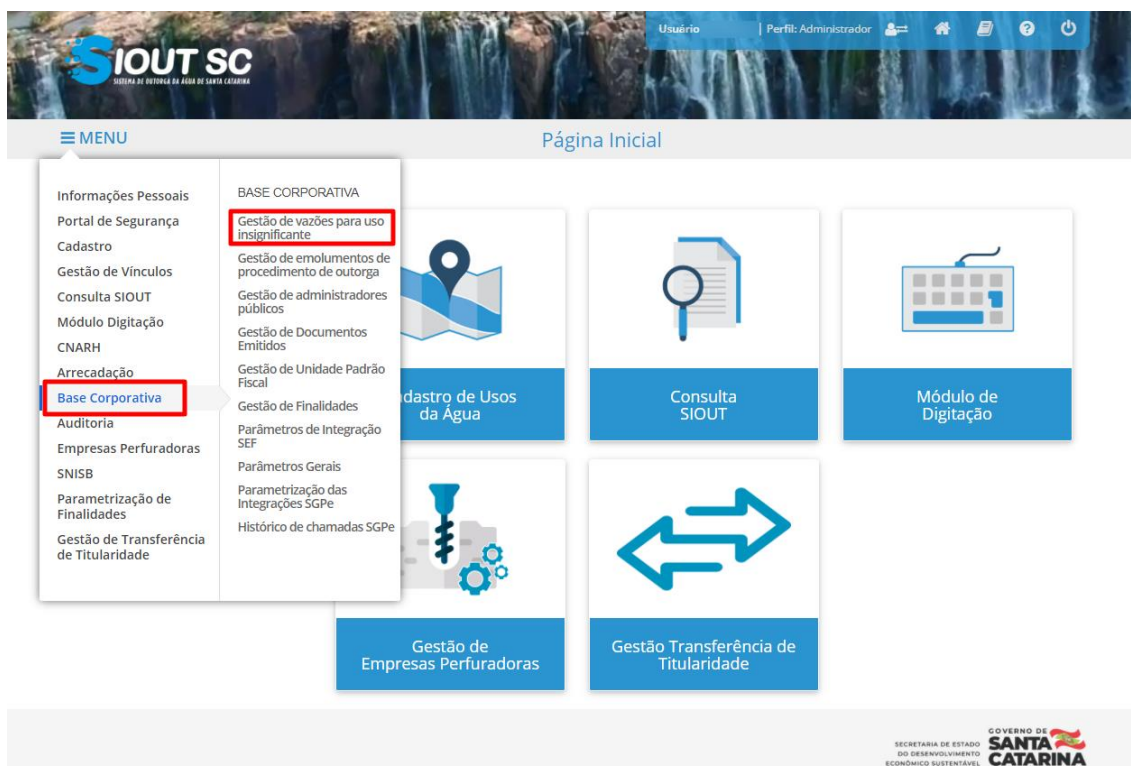 SIOUT SC
SISTEMA DE OUTORGA DA ÁGUA DE SANTA CATARINA
Usuário | Perfil: Administrador
MENU
Página Inicial
Informações Pessoais
Portal de Segurança
Cadastro
Gestão de Vínculos
Consulta SIOUT
Módulo Digitação
CNARH
Arrecadação
Base Corporativa
Auditoria
Empresas Perfuradoras
SNISB
Parametrização de
Finalidades
Gestão de Transferência
de Titularidade
BASE CORPORATIVA
Gestão de vazões para uso
insignificante
Gestão de emolumentos de
procedimento de outorga
Gestão de administradores
públicos
Gestão de Documentos
Emitidos
Gestão de Unidade Padrão
Fiscal
Gestão de Finalidades
Parâmetros de Integração
SEF
Parâmetros Gerais
Parametrização das
Integrações SGPe
Histórico de chamadas SGPe
dastro de Usos
da Água
Consulta
SIOUT
Módulo de
Digitação
Gestão de
Empresas Perfuradoras
Gestão Transferência de
Titularidade
SECRETARIA DE ESTADO
DO DESENVOLVIMENTO
ECONÔMICO SUSTENTÁVEL
GOVERNO DE
SANTA
CATARINA